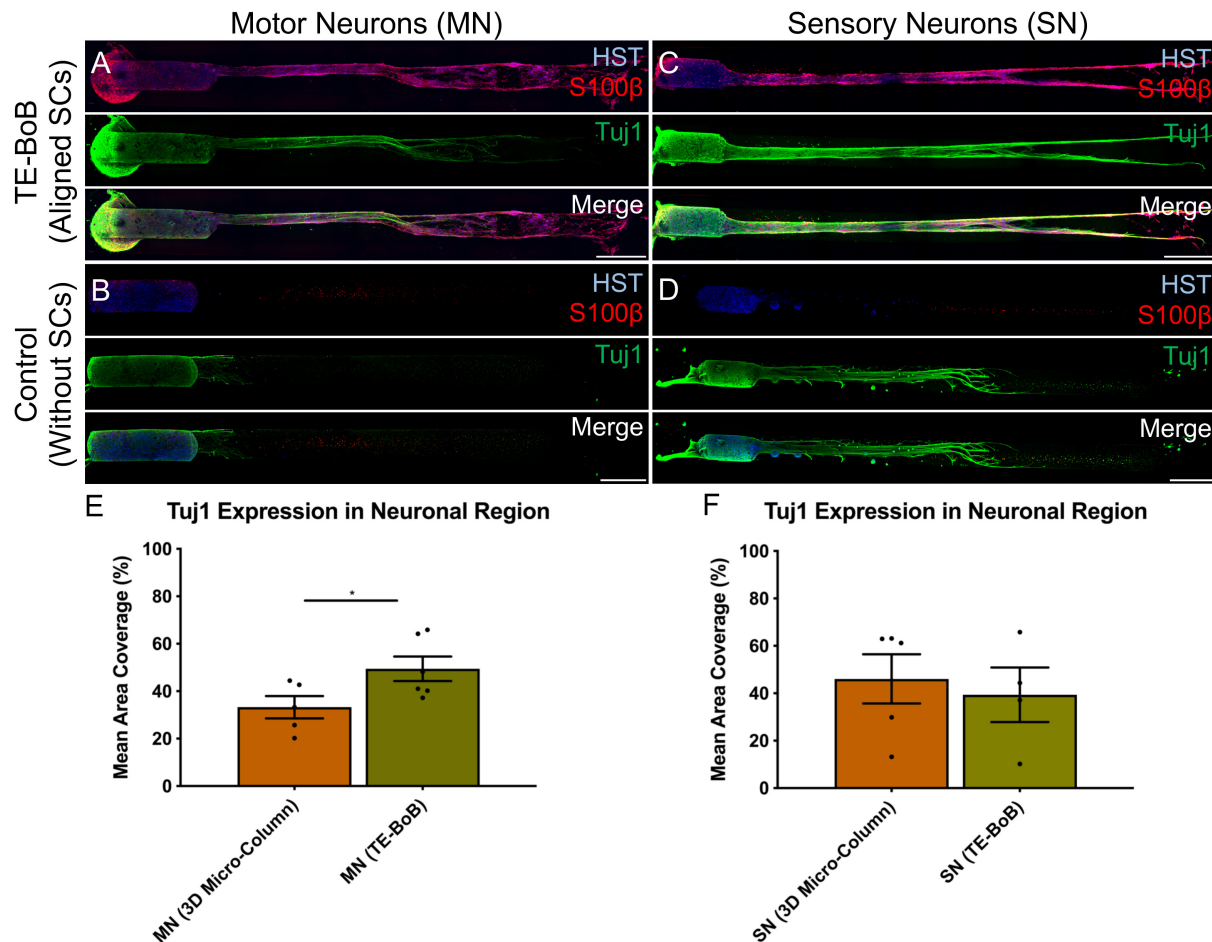 Motor Neurons (MN)
Sensory Neurons (SN)
TE-BoB
(Aligned SCs)
A
HST
S100β
Tuj1
Merge
C
HST
S100β
Tuj1
Merge
Control
(Without SCs)
B
HST
S100β
Tuj1
Merge
D
HST
S100β
Tuj1
Merge
E
Tuj1 Expression in Neuronal Region
Mean Area Coverage (%)
100
80
60
40
20
0
*
MN (3D Micro-Column)
MN (TE-BoB)
F
Tuj1 Expression in Neuronal Region
Mean Area Coverage (%)
100
80
60
40
20
0
SN (3D Micro-Column)
SN (TE-BoB)